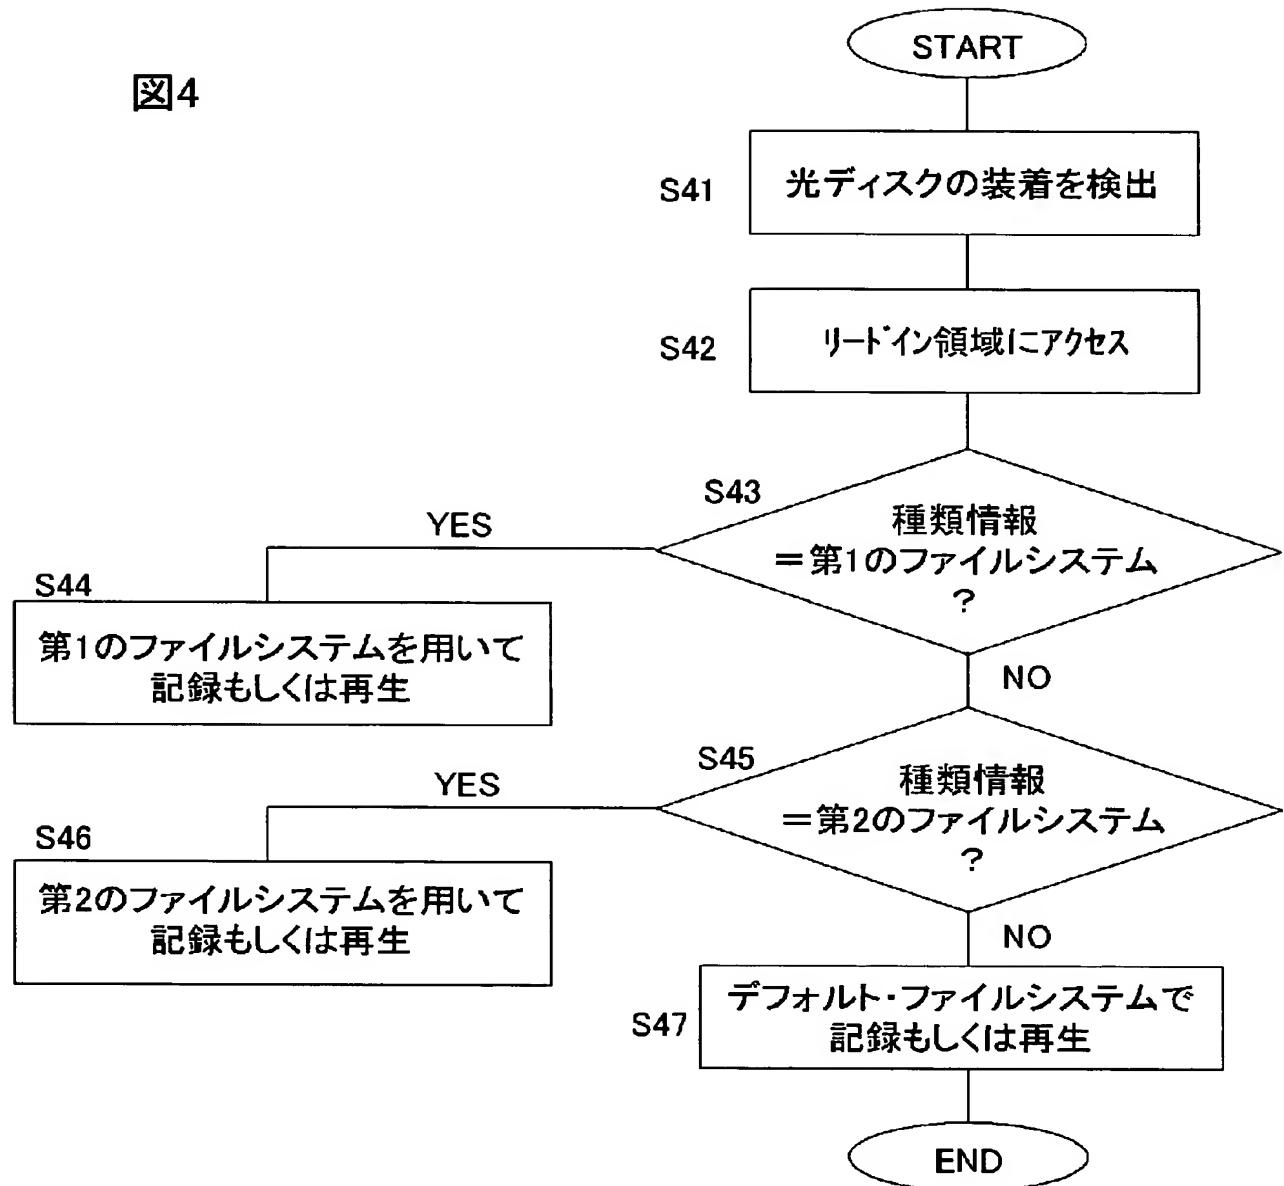 図4
START
S41
光ディスクの装着を検出
S42
リードイン領域にアクセス
S43
種類情報
＝第1のファイルシステム
？
YES
NO
S44
第1のファイルシステムを用いて
記録もしくは再生
S45
種類情報
＝第2のファイルシステム
？
YES
NO
S46
第2のファイルシステムを用いて
記録もしくは再生
S47
デフォルト・ファイルシステムで
記録もしくは再生
END